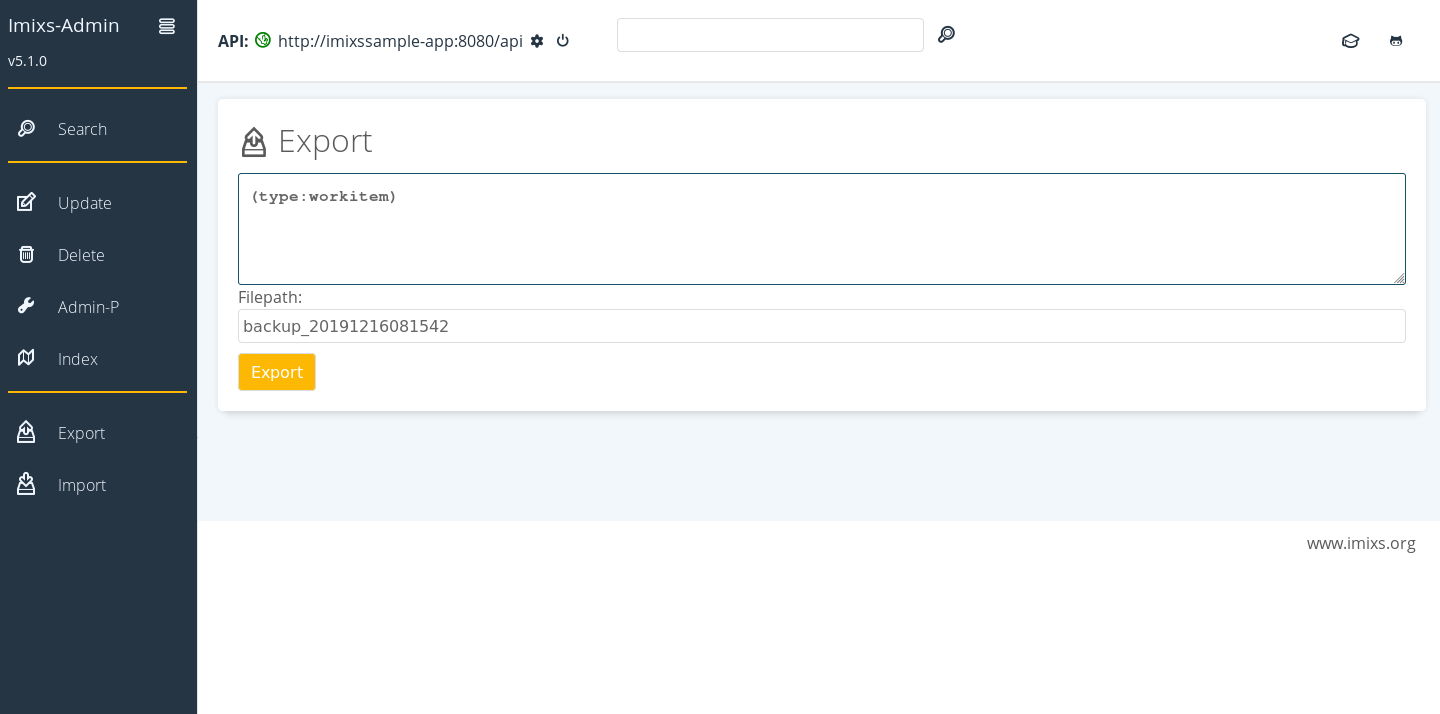 Imixs-Admin
v5.1.0
Search
Update
Delete
Admin-P
Index
Export
Import
API: http://imixssample-app:8080/api
Export
(type:workitem)
Filepath:
backup_20191216081542
Export
www.imixs.org